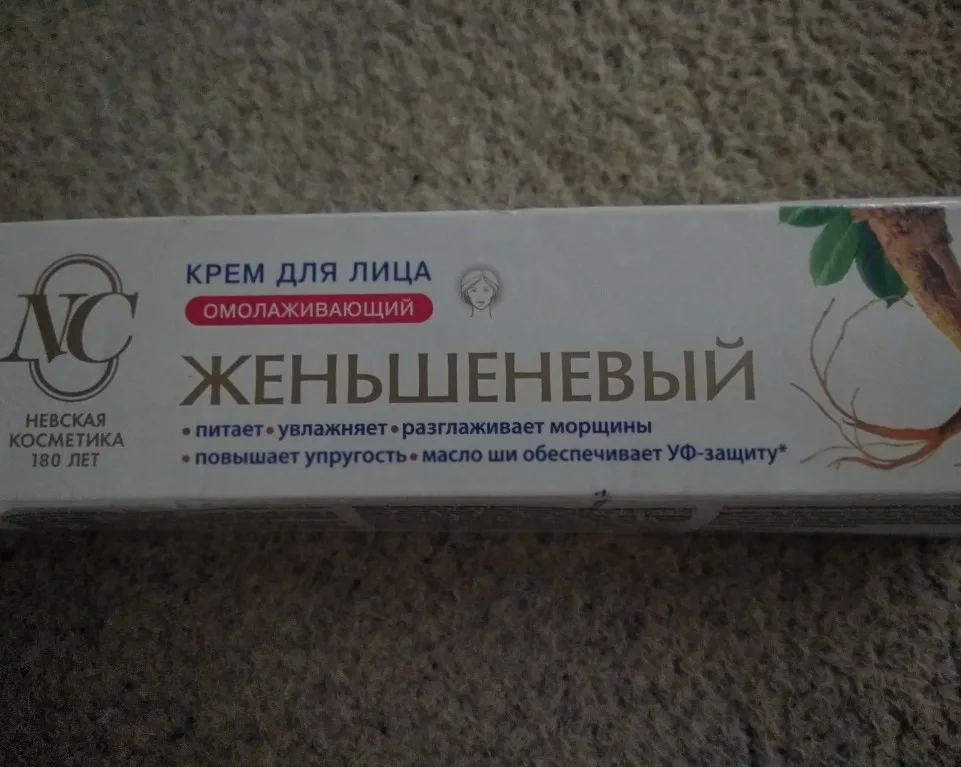 NC
НЕВСКАЯ
КОСМЕТИКА
180 ЛЕТ
КРЕМ ДЛЯ ЛИЦА
ОМОЛАЖИВАЮЩИЙ
ЖЕНЬШЕНЕВЫЙ
• питает • увлажняет • разглаживает морщины
• повышает упругость • масло ши обеспечивает УФ-защиту*